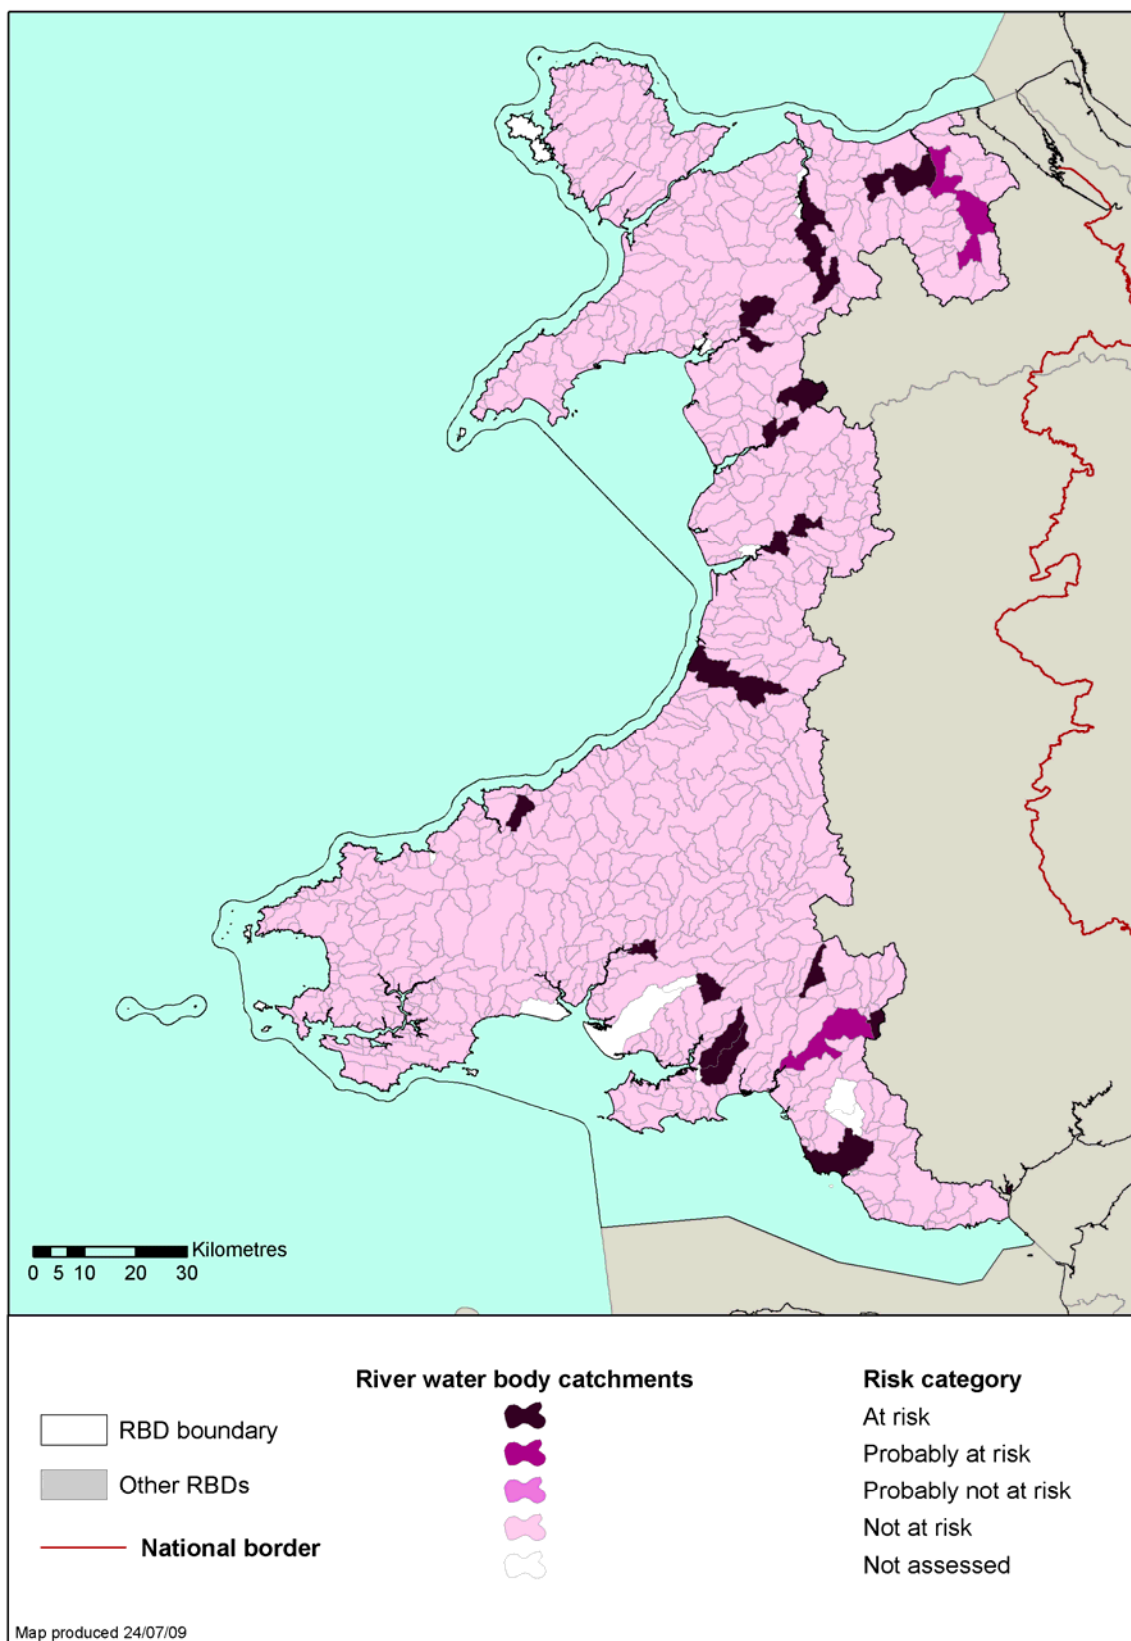 Kilometres
0 5 10 20 30
River water body catchments
Risk category
At risk
RBD boundary
Probably at risk
Other RBDs
Probably not at risk
National border
Not at risk
Not assessed
Map produced 24/07/09